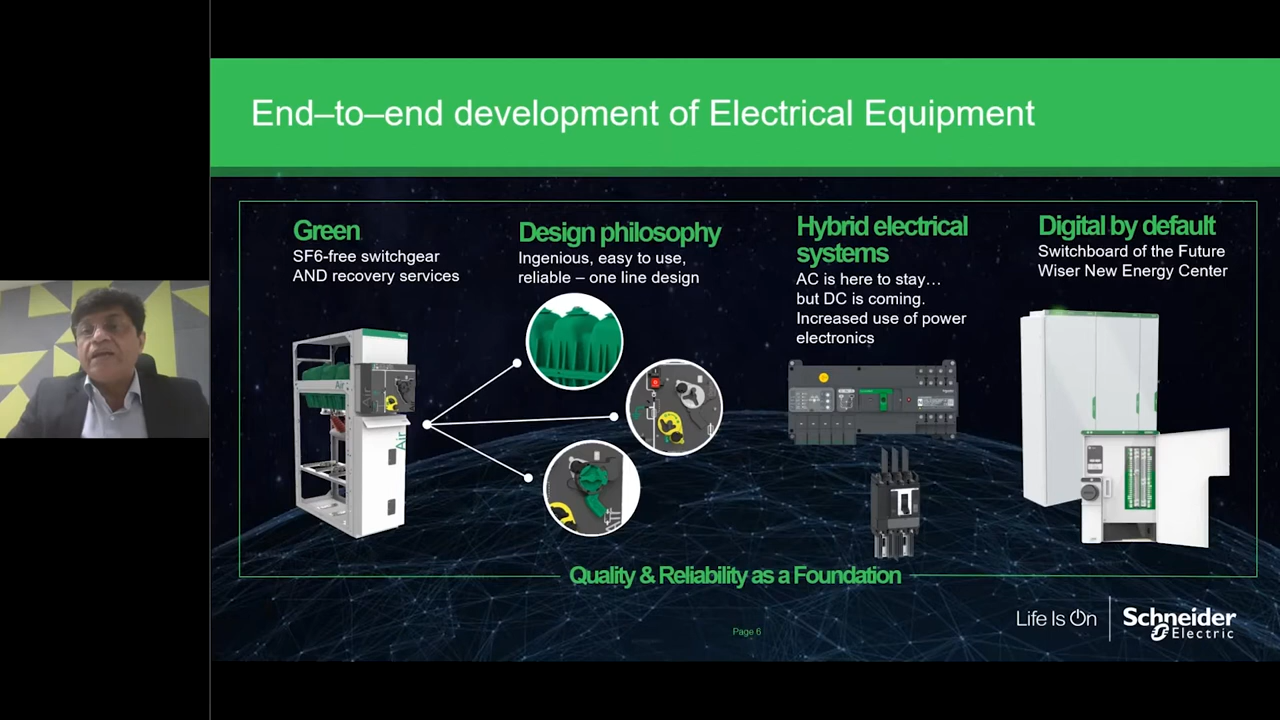 End–to–end development of Electrical Equipment
Green
SF6-free switchgear
AND recovery services
Design philosophy
Ingenious, easy to use,
reliable – one line design
Hybrid electrical
systems
AC is here to stay…
but DC is coming.
Increased use of power
electronics
Digital by default
Switchboard of the Future
Wiser New Energy Center
Air
Air
Quality & Reliability as a Foundation
Life Is On
Schneider
Electric
Page 6